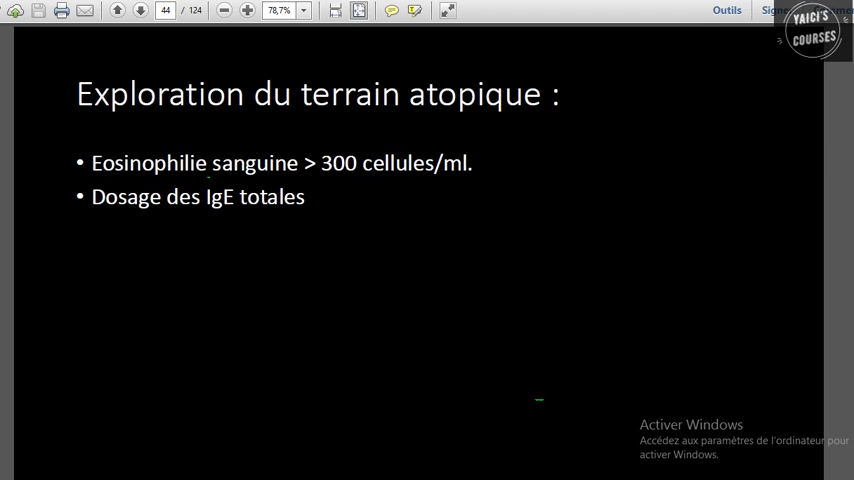 44 / 124 78,7% Outils
YAICI'S
COURSES
Exploration du terrain atopique :
• Eosinophilie sanguine > 300 cellules/ml.
• Dosage des IgE totales
Activer Windows
Accédez aux paramètres de l'ordinateur pour
activer Windows.